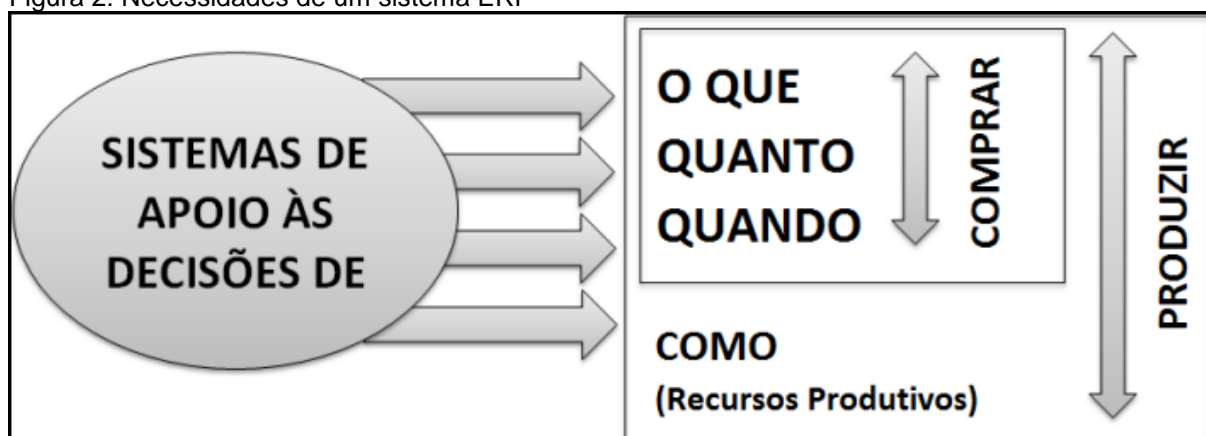 Figura 2: Necessidades de um sistema ERP
SISTEMAS DE
APOIO ÀS
DECISÕES DE
O QUE
QUANTO
QUANDO
COMPRAR
COMO
(Recursos Produtivos)
PRODUZIR